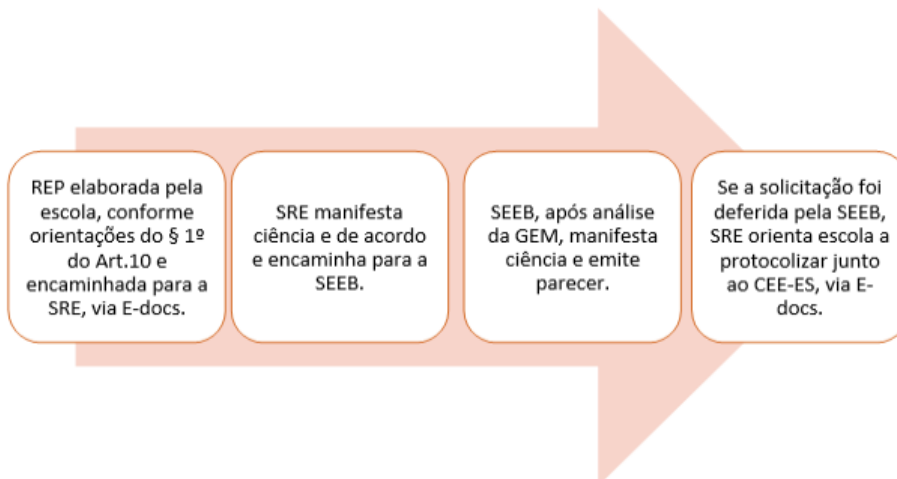 REP elaborada pela
escola, conforme
orientações do § 1º
do Art.10 e
encaminhada para a
SRE, via E-docs.
SRE manifesta
ciência e de acordo
e encaminha para a
SEEB.
SEEB, após análise
da GEM, manifesta
ciência e emite
parecer.
Se a solicitação foi
deferida pela SEEB,
SRE orienta escola a
protocolizar junto
ao CEE-ES, via E-
docs.